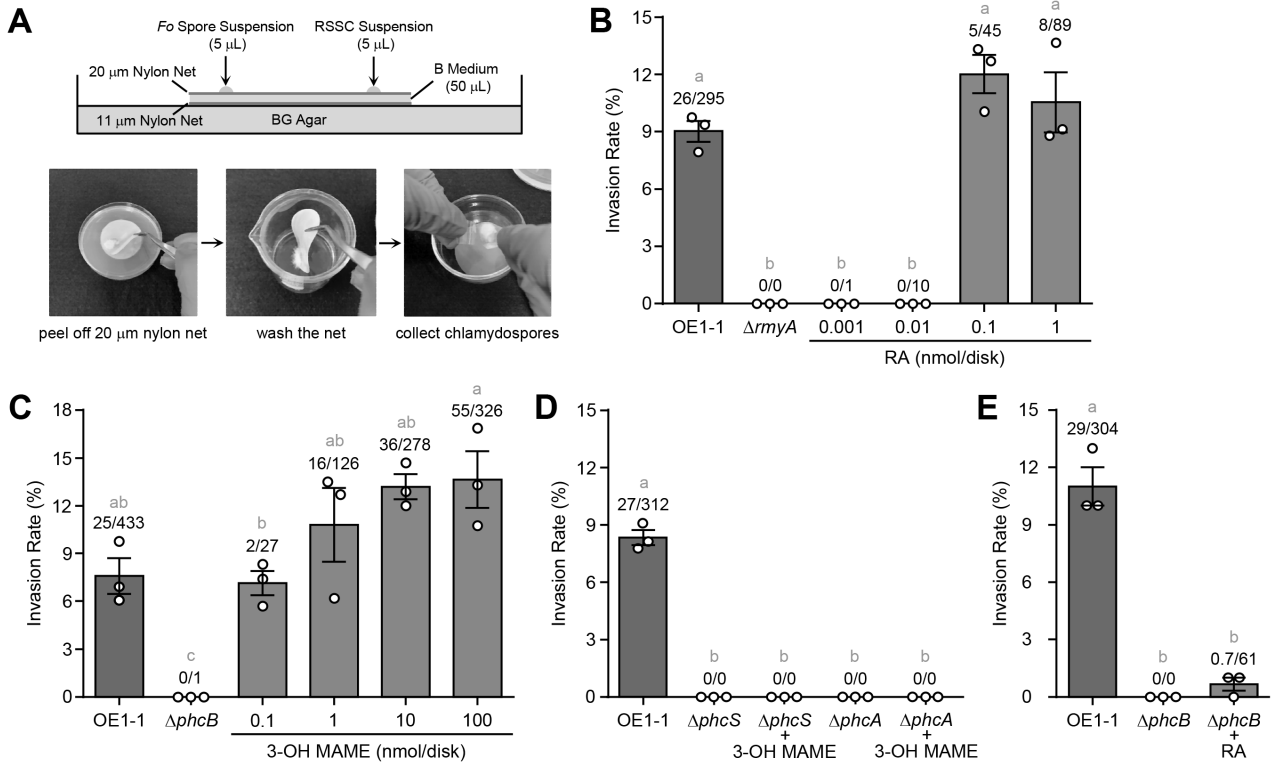 A
Fo Spore Suspension
(5 μL)
RSSC Suspension
(5 μL)
20 μm Nylon Net
B Medium
(50 μL)
11 μm Nylon Net
BG Agar
peel off 20 μm nylon net
wash the net
collect chlamydospores
B
Invasion Rate (%)
15
12
9
6
3
0
a
26/295
b
0/0
b
0/1
b
0/10
a
5/45
a
8/89
OE1-1
ΔrmyA
0.001
0.01
0.1
1
RA (nmol/disk)
C
Invasion Rate (%)
18
15
12
9
6
3
0
ab
25/433
c
0/1
b
2/27
ab
16/126
ab
36/278
a
55/326
OE1-1
ΔphcB
0.1
1
10
100
3-OH MAME (nmol/disk)
D
Invasion Rate (%)
15
12
9
6
3
0
a
27/312
b
0/0
b
0/0
b
0/0
b
0/0
OE1-1
ΔphcS
ΔphcS
+
3-OH MAME
ΔphcA
ΔphcA
+
3-OH MAME
E
Invasion Rate (%)
15
12
9
6
3
0
a
29/304
b
0/0
b
0.7/61
OE1-1
ΔphcB
ΔphcB
+
RA